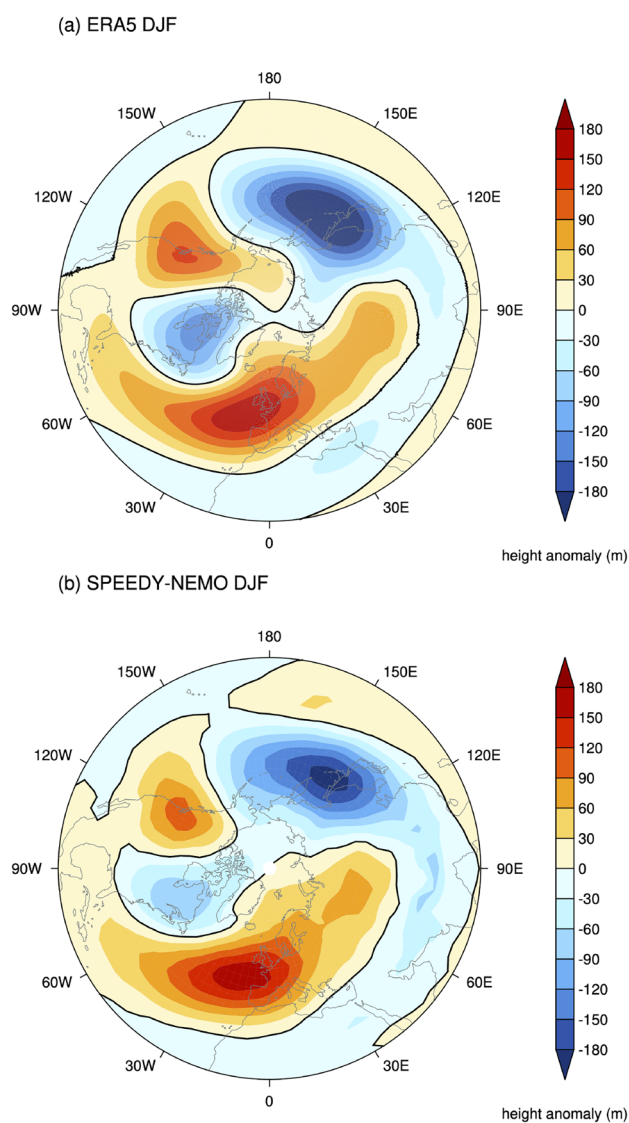 (a) ERA5 DJF
180
150W
150E
120W
120E
90W
90E
60W
60E
30W
30E
0
180
150
120
90
60
30
0
-30
-60
-90
-120
-150
-180
height anomaly (m)
(b) SPEEDY-NEMO DJF
180
150W
150E
120W
120E
90W
90E
60W
60E
30W
30E
0
180
150
120
90
60
30
0
-30
-60
-90
-120
-150
-180
height anomaly (m)